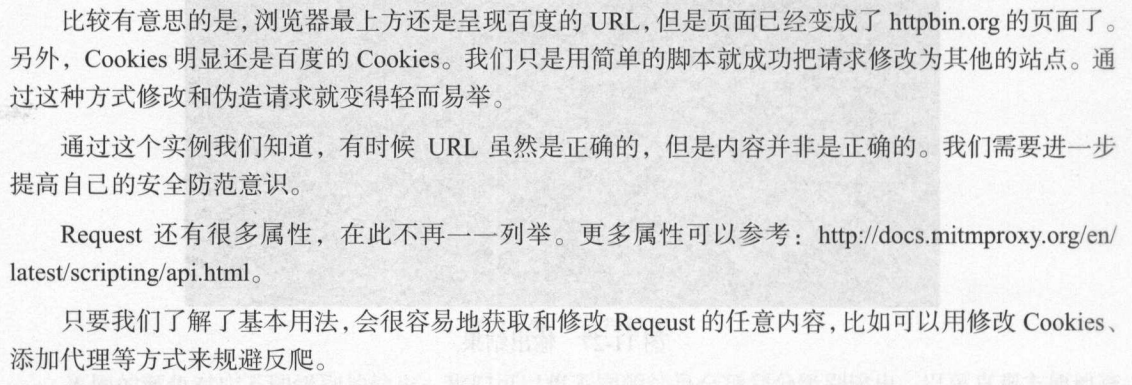 比较有意思的是,浏览器最上方还是呈现百度的 URL,但是页面已经变成了 httpbin.org 的页面了。
另外，Cookies 明显还是百度的 Cookies。我们只是用简单的脚本就成功把请求修改为其他的站点。通
过这种方式修改和伪造请求就变得轻而易举。
通过这个实例我们知道，有时候 URL 虽然是正确的，但是内容并非是正确的。我们需要进一步
提高自己的安全防范意识。
Request 还有很多属性，在此不再一一列举。更多属性可以参考：http://docs.mitmproxy.org/en/
latest/scripting/api.html。
只要我们了解了基本用法,会很容易地获取和修改 Reqeust 的任意内容,比如可以用修改 Cookies、
添加代理等方式来规避反爬。